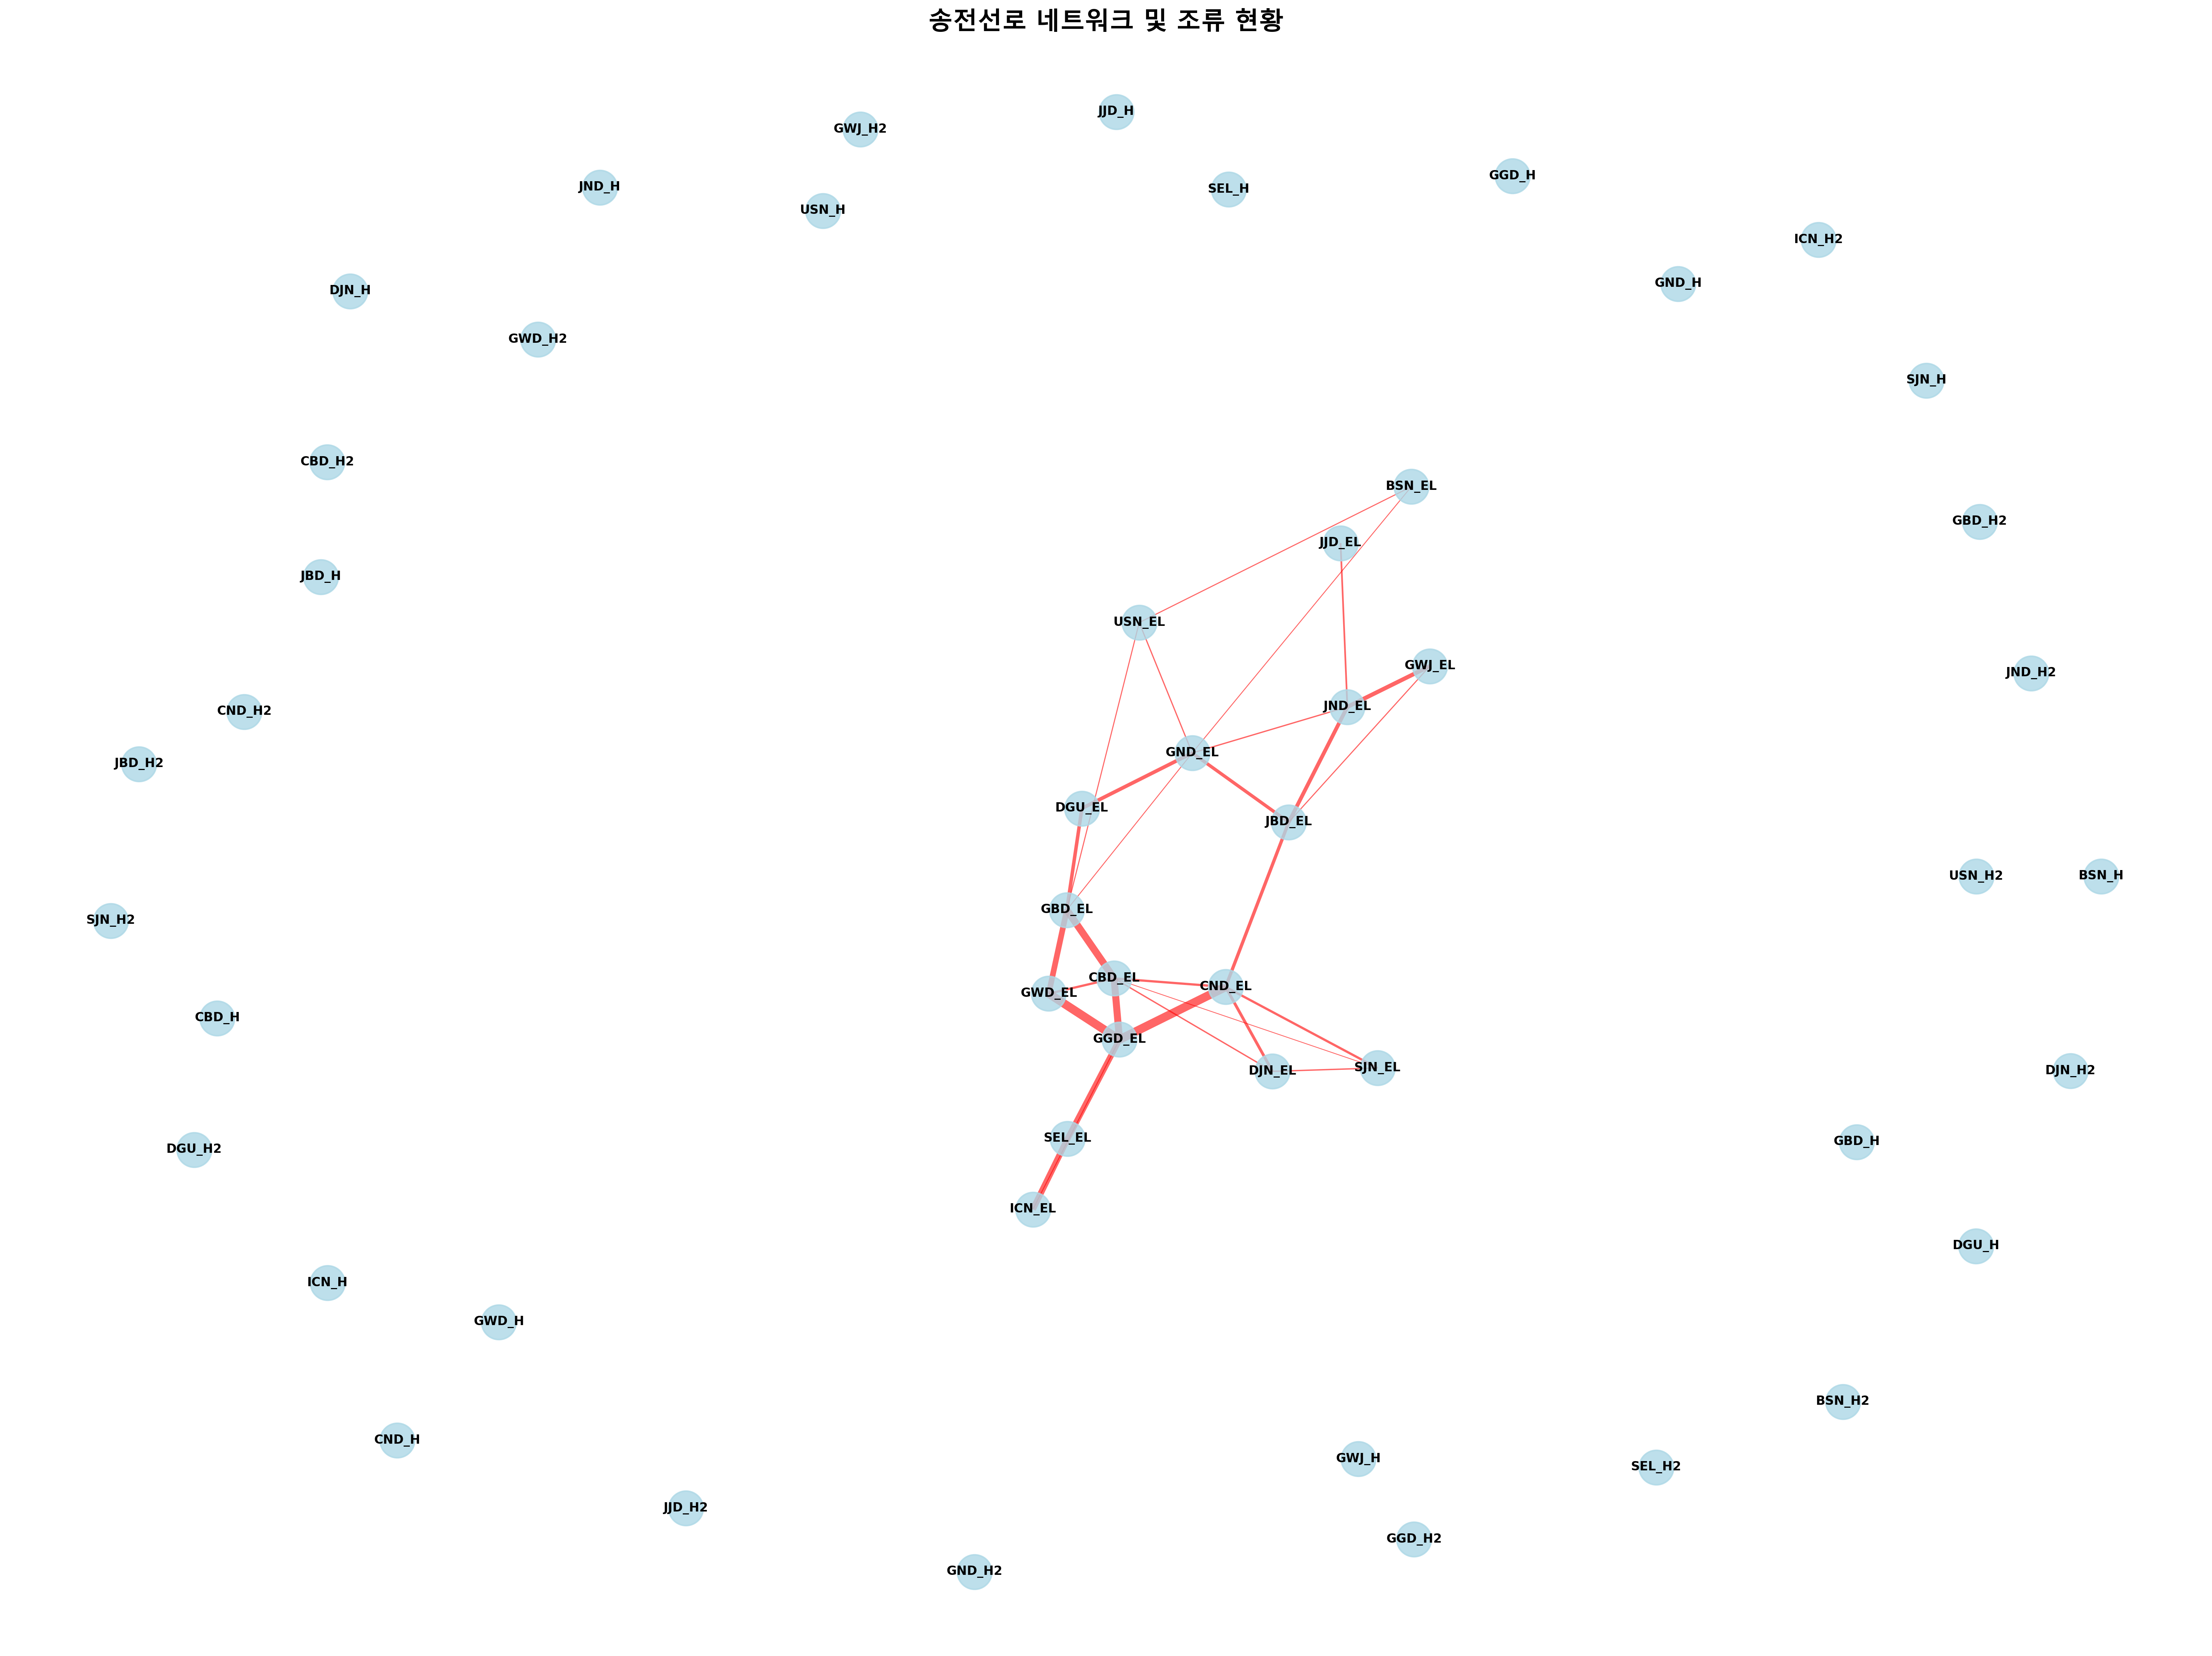 송전선로 네트워크 및 조류 현황
JJD_H
GWJ_H2
GGD_H
JND_H
SEL_H
USN_H
ICN_H2
GND_H
DJN_H
GWD_H2
SJN_H
CBD_H2
BSN_EL
GBD_H2
JJD_EL
JBD_H
USN_EL
GWJ_EL
JND_H2
JND_EL
CND_H2
GND_EL
JBD_H2
DGU_EL
JBD_EL
USN_H2
BSN_H
GBD_EL
SJN_H2
CBD_EL
CND_EL
GWD_EL
CBD_H
GGD_EL
SJN_EL
DJN_EL
DJN_H2
SEL_EL
GBD_H
DGU_H2
ICN_EL
DGU_H
ICN_H
GWD_H
BSN_H2
CND_H
GWJ_H
SEL_H2
JJD_H2
GGD_H2
GND_H2